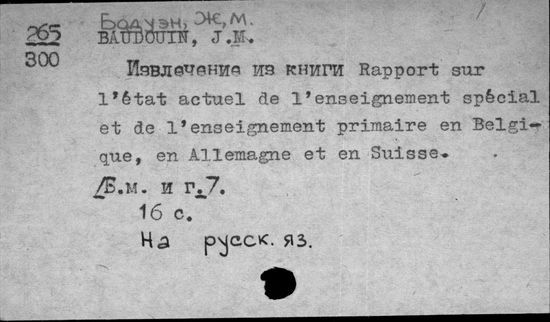 Бодуэн, Ж.М.
265
300
BAUDOUIN, J.M.
Извлечение из книги Rapport sur
l'état actuel de l'enseignement spécial
et de l'enseignement primaire en Belgi-
que, en Allemagne et en Suisse.
/Б.м. и г./.
16 с.
На русск. яз.